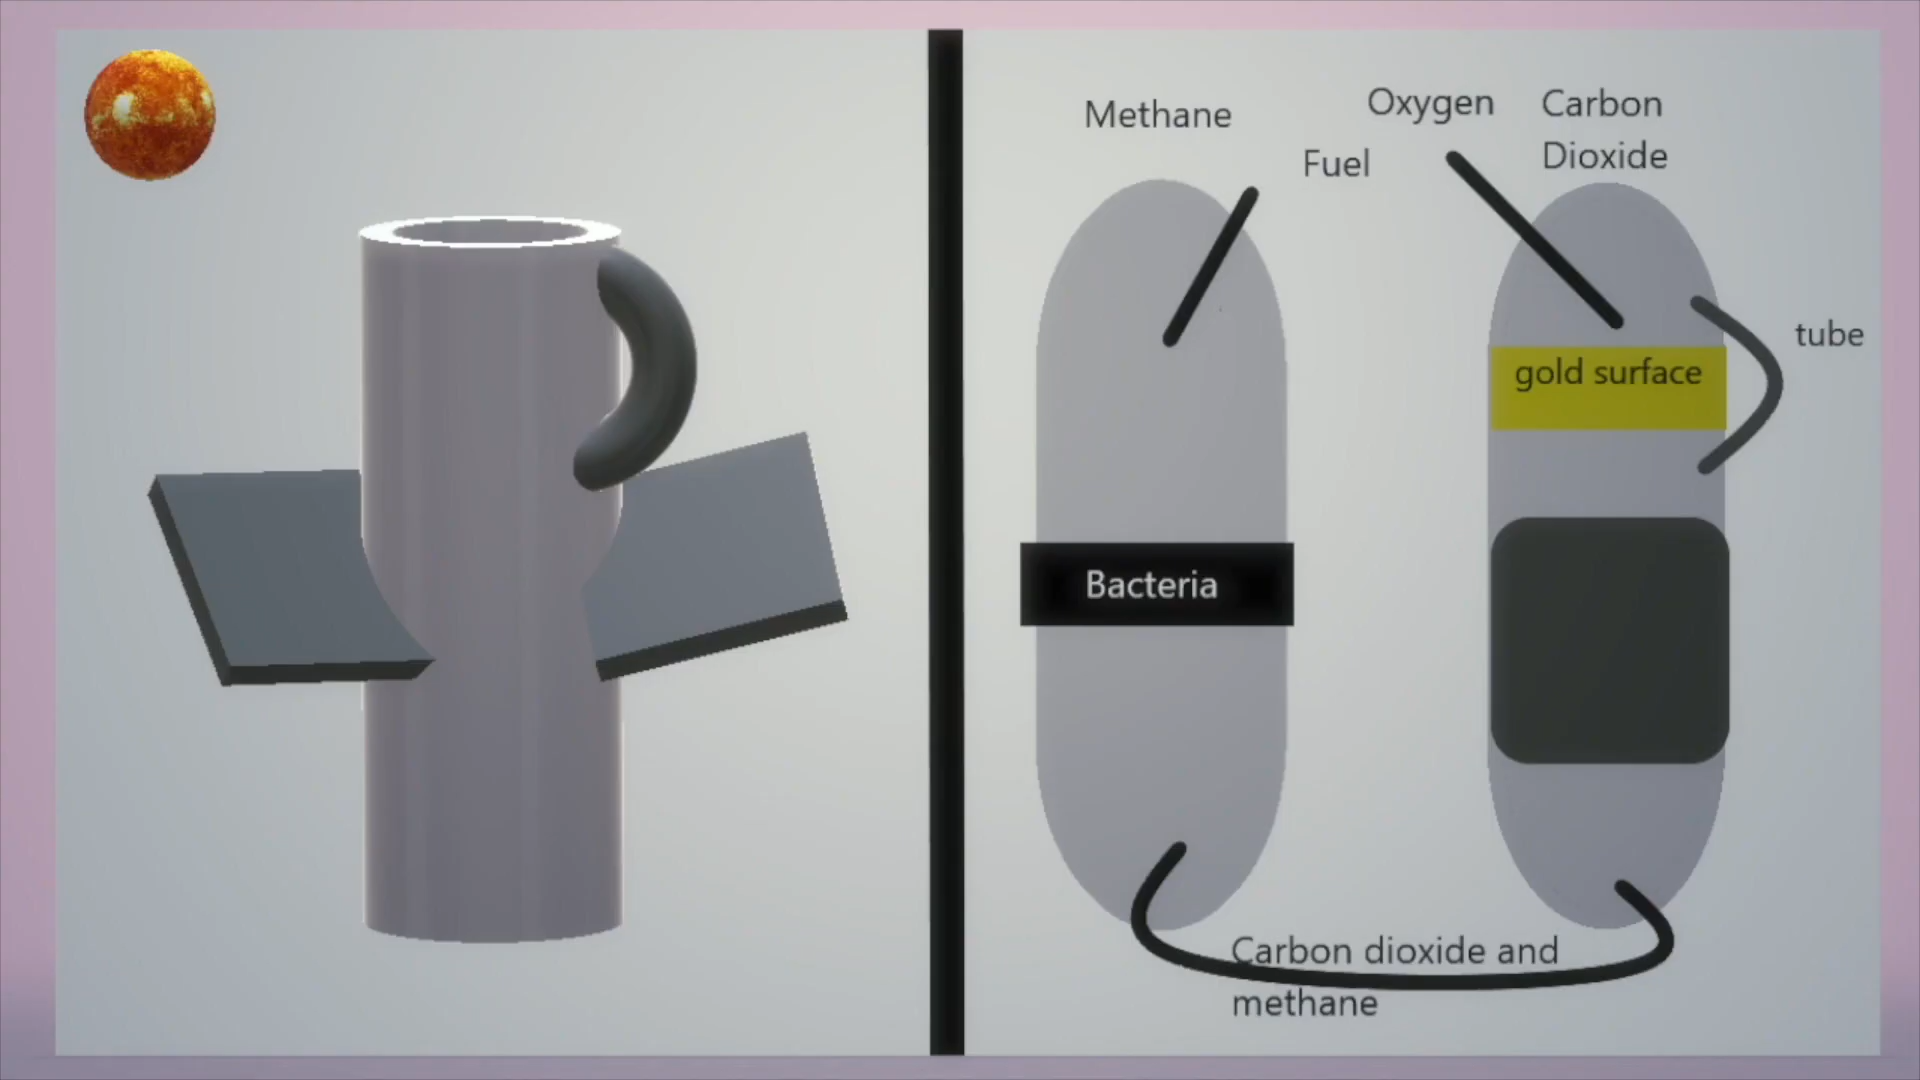 Methane
Fuel
Oxygen
Carbon
Dioxide
tube
gold surface
Bacteria
Carbon dioxide and
methane